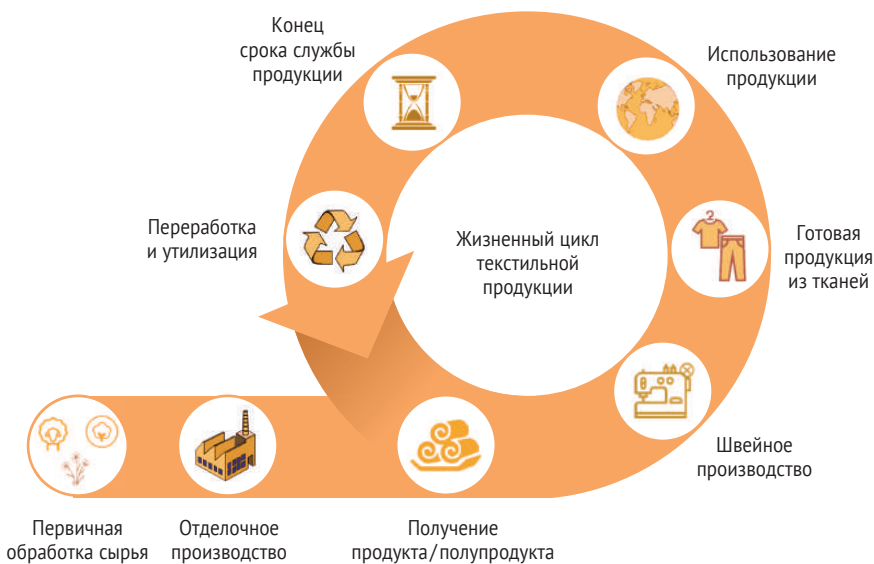 Конец
срока службы
продукции
Использование
продукции
Переработка
и утилизация
Жизненный цикл
текстильной
продукции
Готовая
продукция
из тканей
Швейное
производство
Первичная
обработка сырья
Отделочное
производство
Получение
продукта/полупродукта